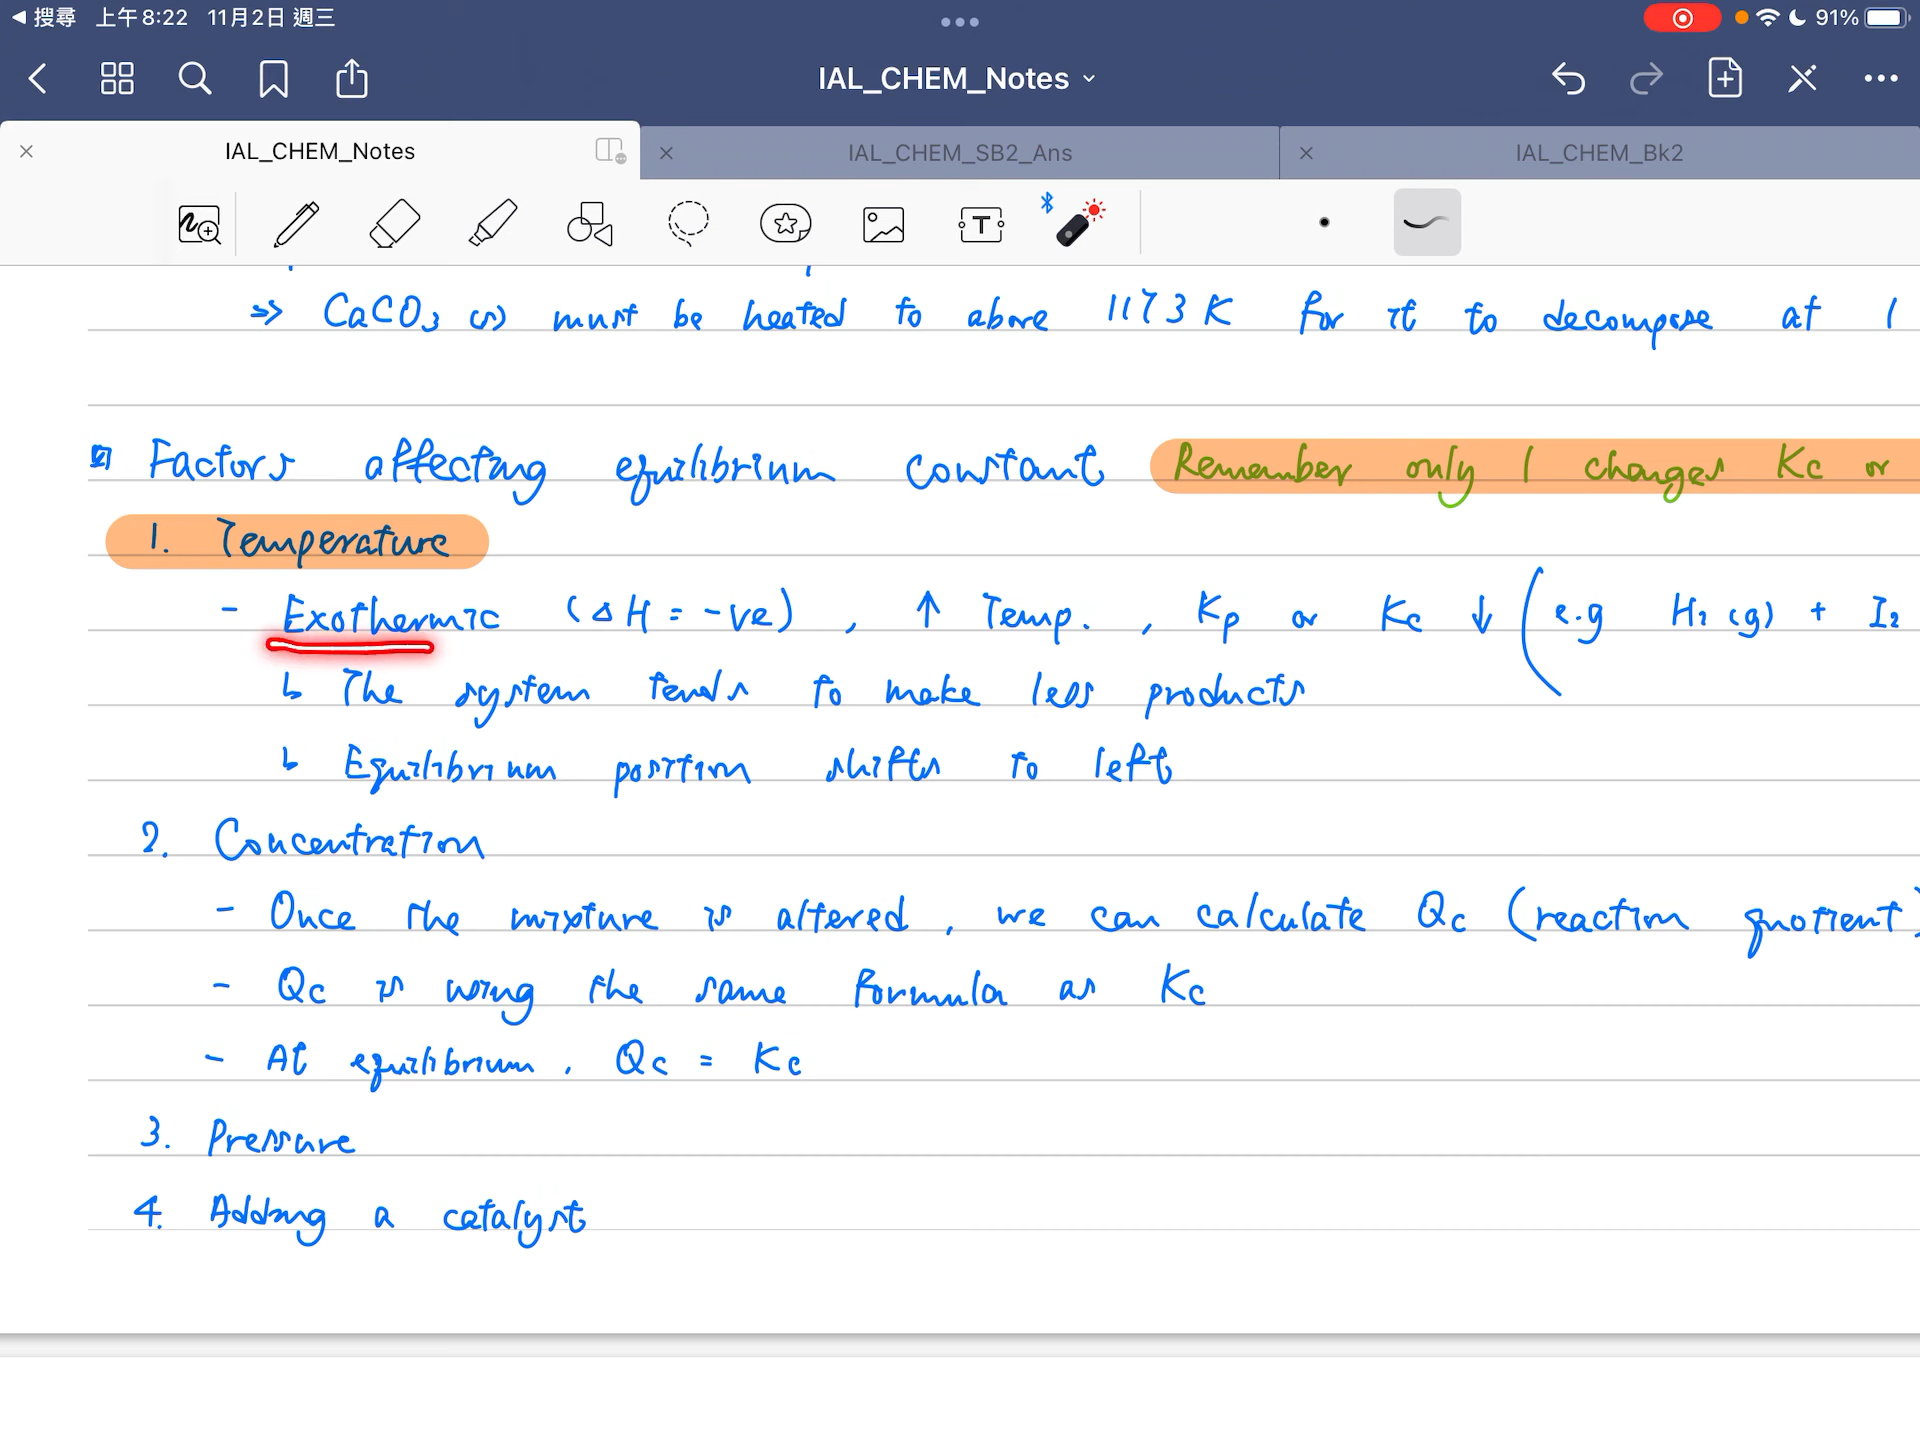 搜尋 上午8:22 11月2日 週三 91%
IAL_CHEM_Notes
IAL_CHEM_Notes IAL_CHEM_SB2_Ans IAL_CHEM_Bk2
T
⇒ CaCO3 (s) must be heated to above 1173 K for it to decompose at 1
Factors affecting equilibrium constant Remember only 1 changes Kc or
1. Temperature
- Exothermic (ΔH = -ve) , ↑ Temp. , Kp or Kc ↓ (e.g H2 (g) + I2
↳ The system tends to make less products
↳ Equilibrium position shifts to left
2. Concentration
- Once the mixture is altered , we can calculate Qc (reaction quotient)
- Qc is using the same formula as Kc
- At equilibrium , Qc = Kc
3. Pressure
4. Adding a catalyst